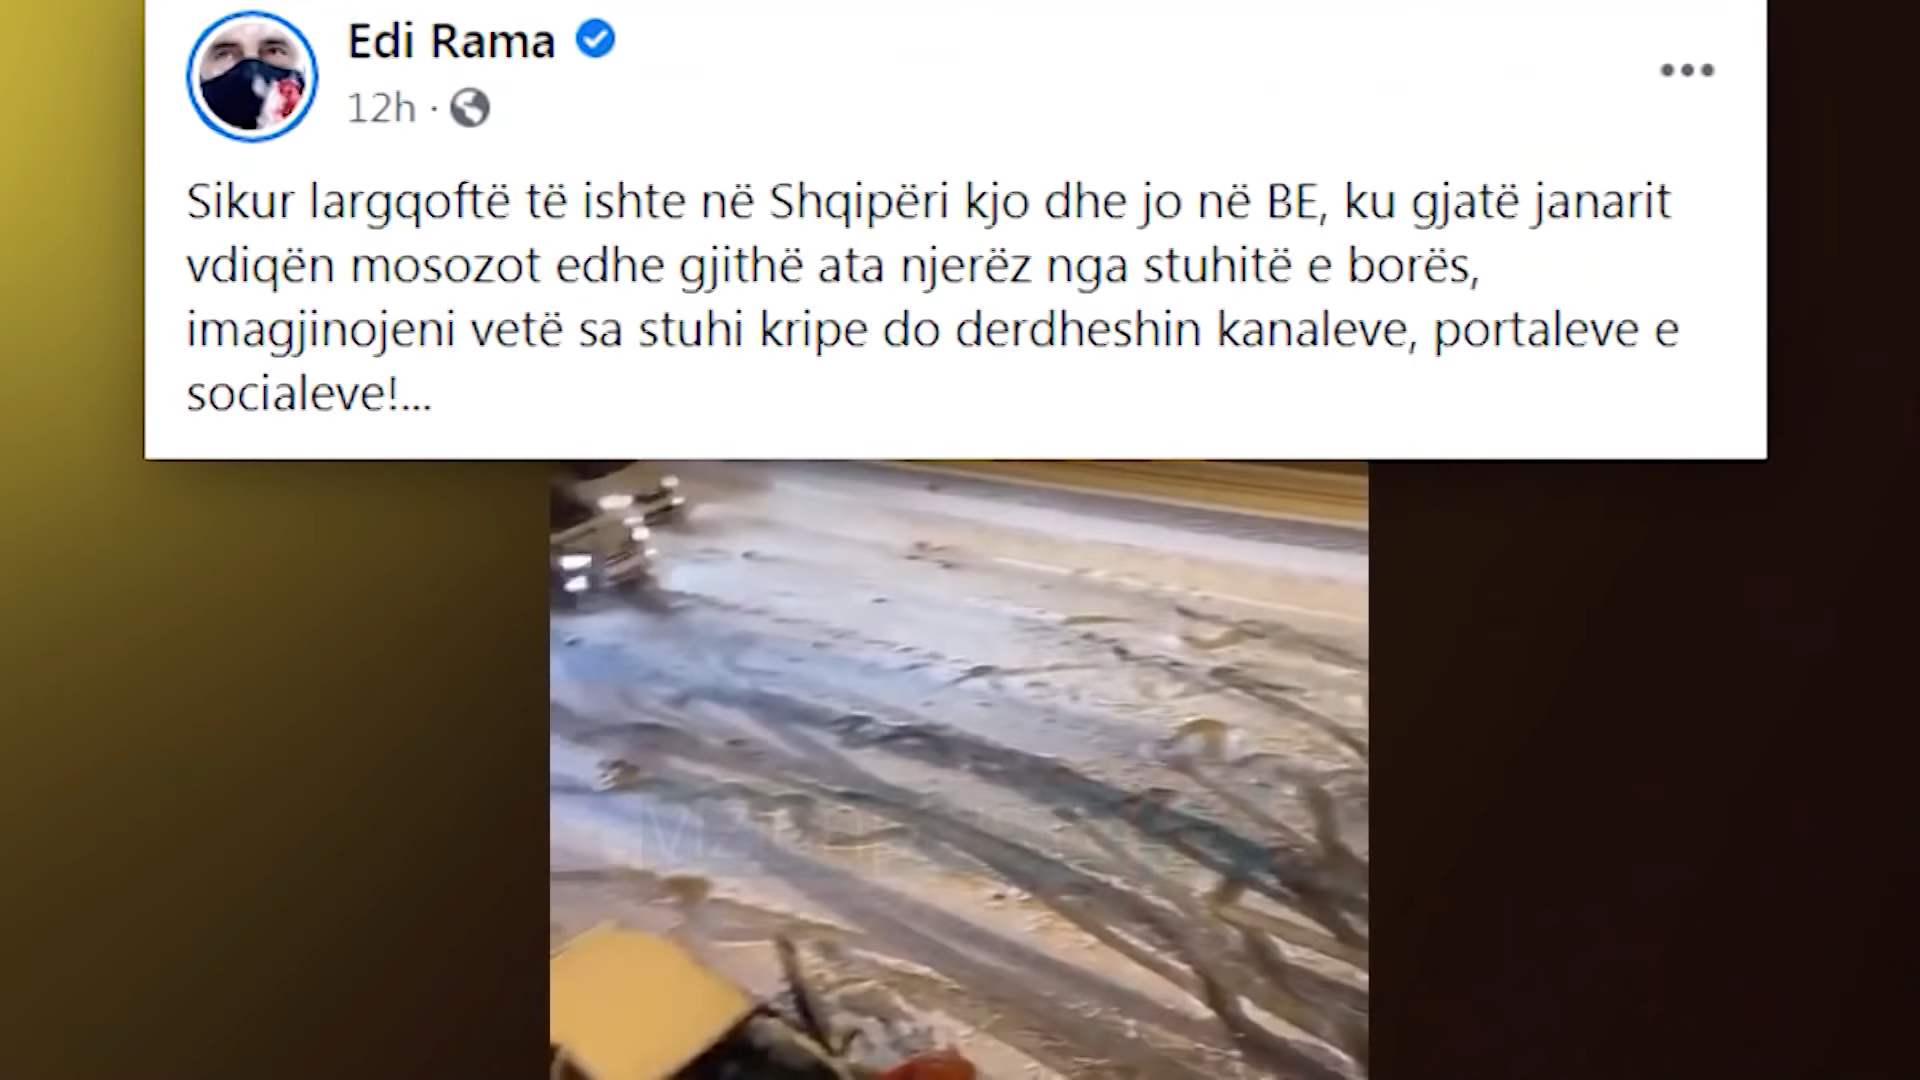 Edi Rama
12h ·
Sikur largqoftë të ishte në Shqipëri kjo dhe jo në BE, ku gjatë janarit
vdiqën mosozot edhe gjithë ata njerëz nga stuhitë e borës,
imagjinojeni vetë sa stuhi kripe do derdheshin kanaleve, portaleve e
socialeve!...